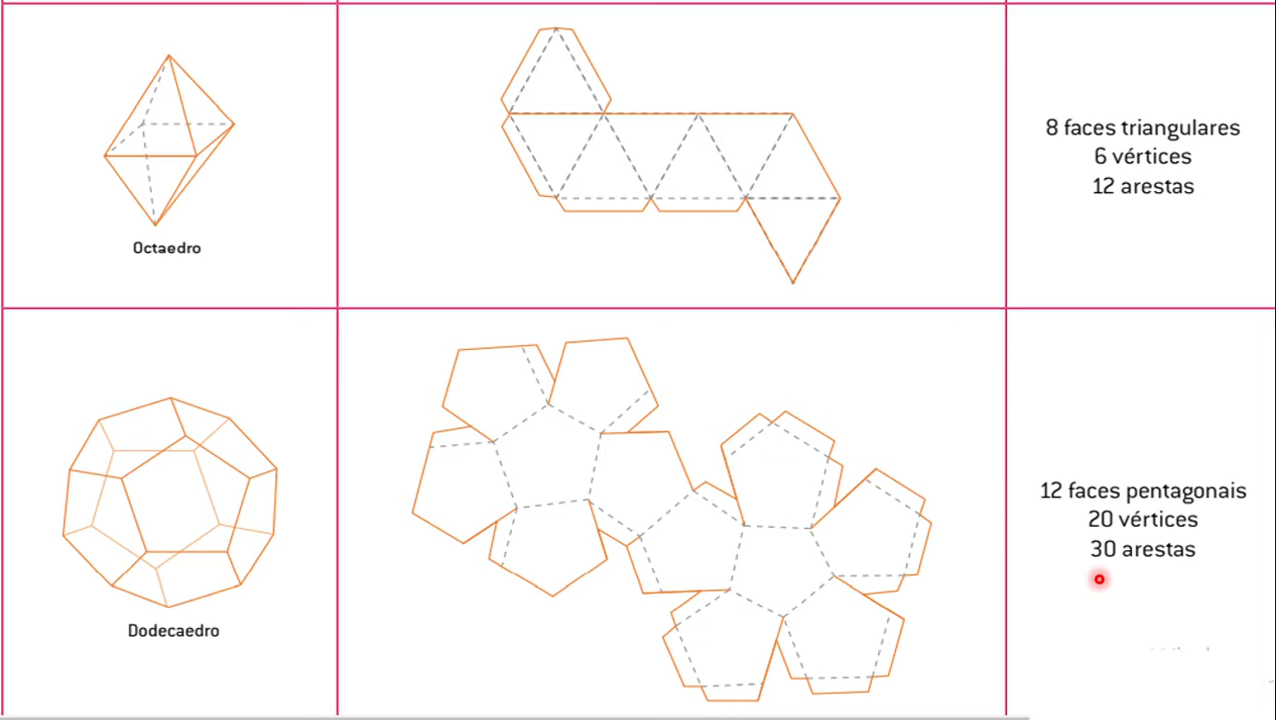 Octaedro
8 faces triangulares
6 vértices
12 arestas
Dodecaedro
12 faces pentagonais
20 vértices
30 arestas